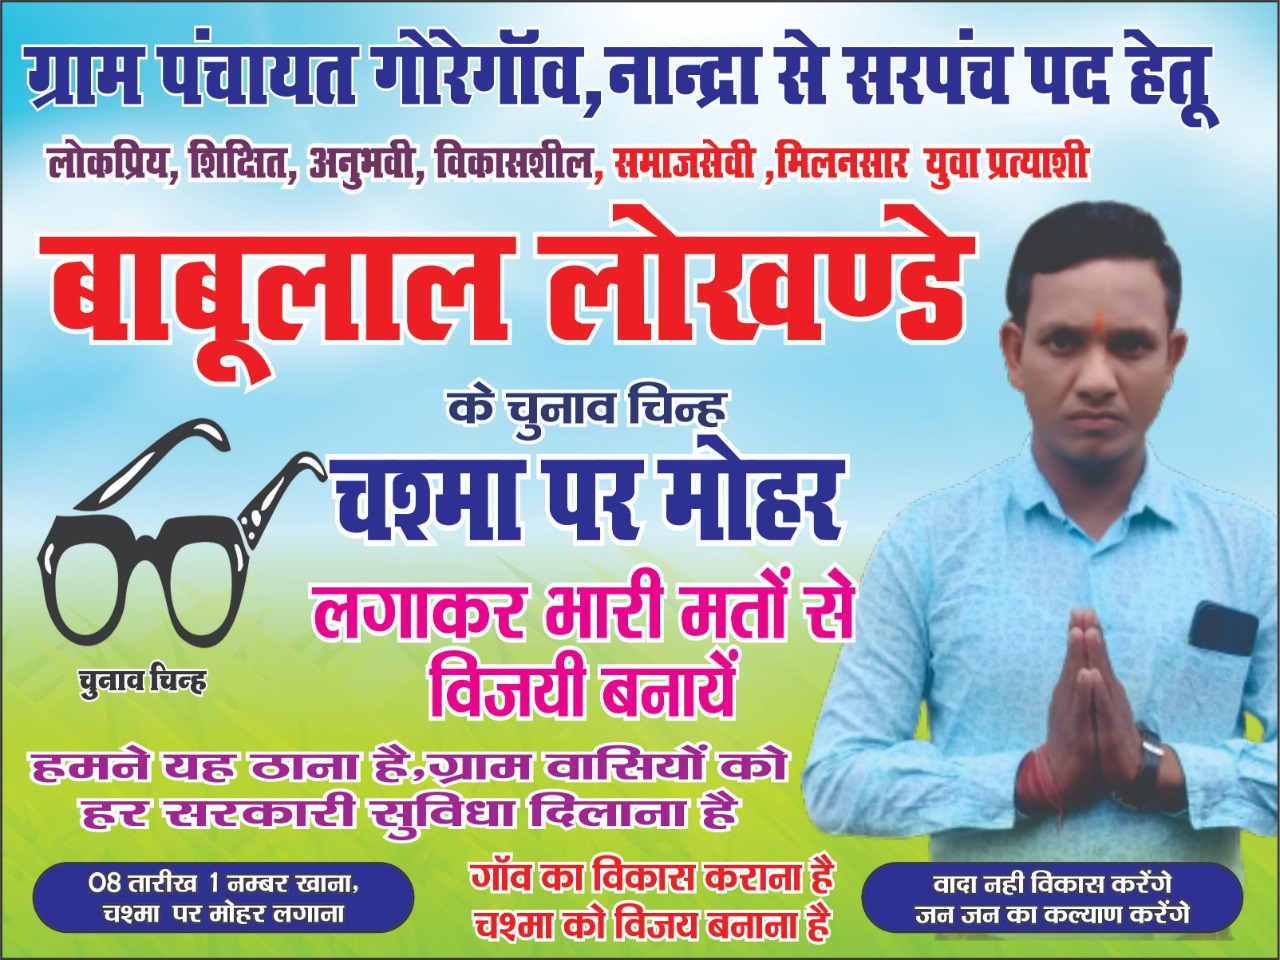 ग्राम पंचायत गोरेगॉव,नान्द्रा से सरपंच पद हेतू
लोकप्रिय, शिक्षित, अनुभवी, विकासशील, समाजसेवी ,मिलनसार युवा प्रत्याशी
बाबूलाल लोखण्डे
के चुनाव चिन्ह
चश्मा पर मोहर
लगाकर भारी मतों से
विजयी बनायें
चुनाव चिन्ह
हमने यह ठाना है,ग्राम वासियों को
हर सरकारी सुविधा दिलाना है
08 तारीख 1 नम्बर खाना,
चश्मा पर मोहर लगाना
गॉव का विकास कराना है
चश्मा को विजय बनाना है
वादा नही विकास करेंगे
जन जन का कल्याण करेंगे